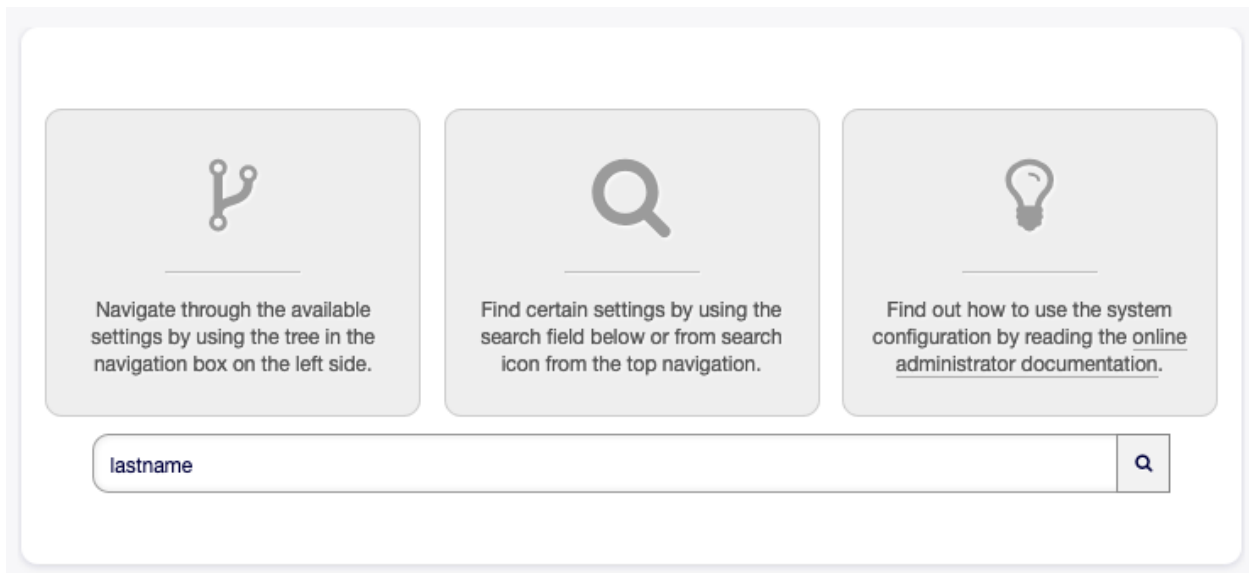 Navigate through the available
settings by using the tree in the
navigation box on the left side.
Find certain settings by using the
search field below or from search
icon from the top navigation.
Find out how to use the system
configuration by reading the online
administrator documentation.
lastname